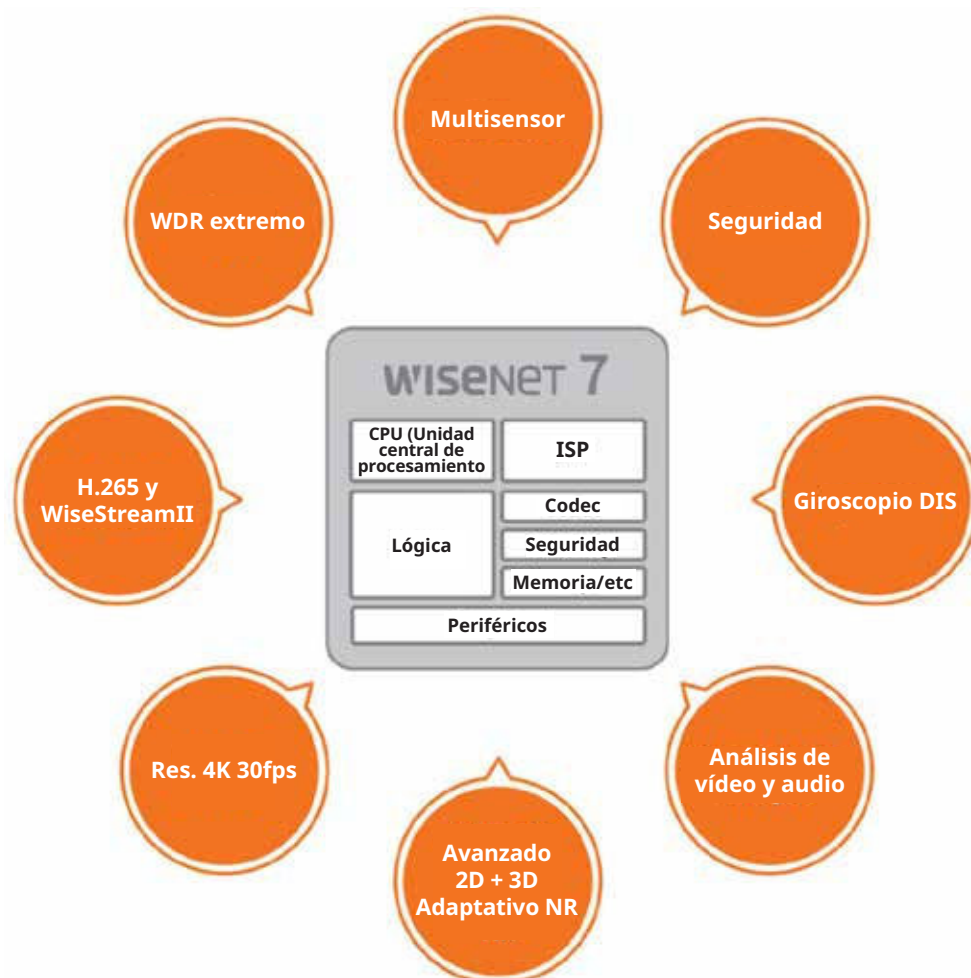 Multisensor
WDR extremo
Seguridad
WISENET 7
CPU (Unidad
central de
procesamiento
ISP
H.265 y
WiseStreamII
Codec
Giroscopio DIS
Lógica
Seguridad
Memoria/etc
Periféricos
Res. 4K 30fps
Análisis de
vídeo y audio
Avanzado
2D + 3D
Adaptativo NR